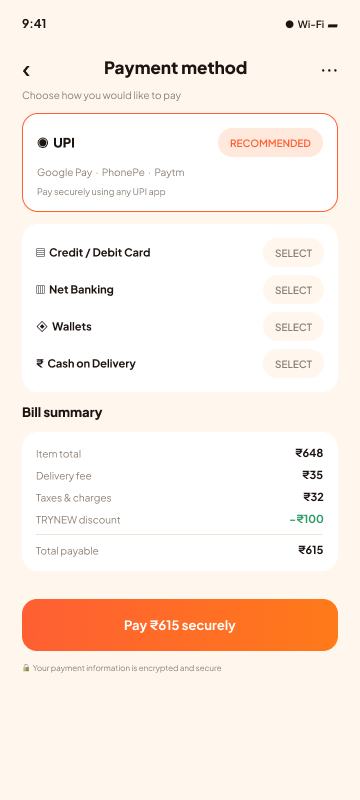 9:41 ● Wi-Fi ▬
‹ Payment method ···
Choose how you would like to pay
◉ UPI RECOMMENDED
Google Pay · PhonePe · Paytm
Pay securely using any UPI app
▤ Credit / Debit Card SELECT
▥ Net Banking SELECT
◈ Wallets SELECT
₹ Cash on Delivery SELECT
Bill summary
Item total ₹648
Delivery fee ₹35
Taxes & charges ₹32
TRYNEW discount −₹100
Total payable ₹615
Pay ₹615 securely
🔒 Your payment information is encrypted and secure